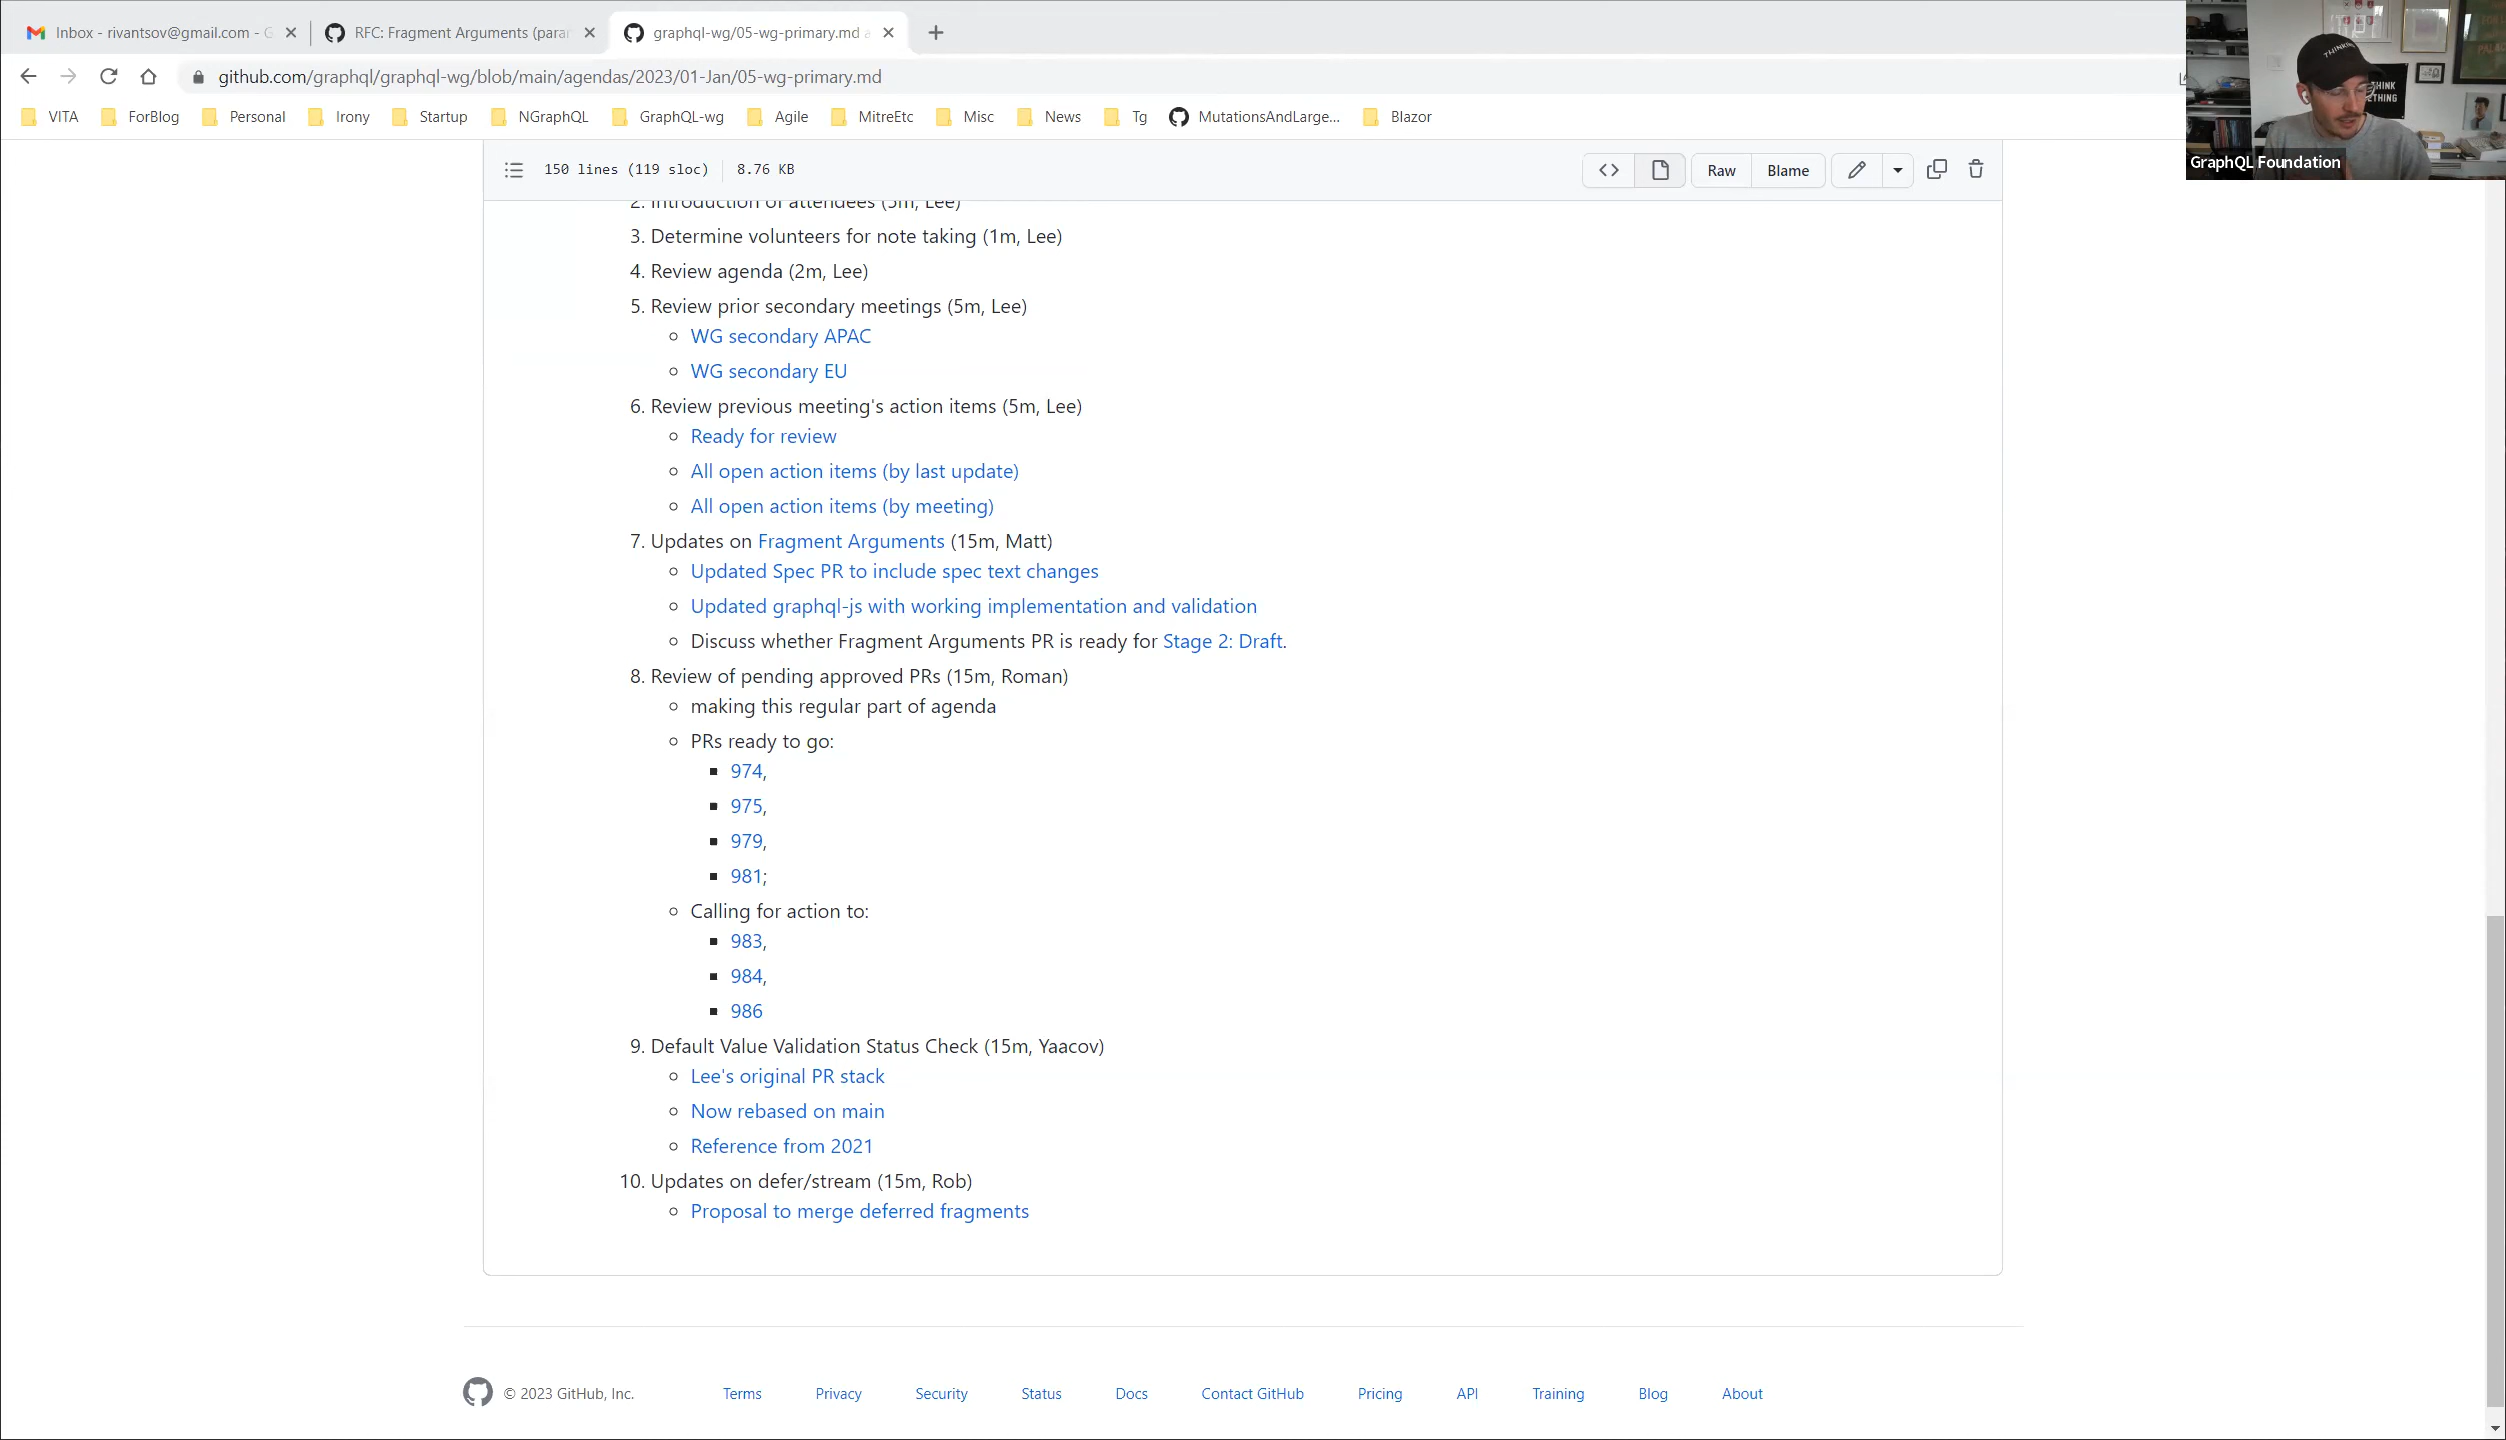 Inbox - rivantsov@gmail.com - G
RFC: Fragment Arguments (parar
graphql-wg/05-wg-primary.md a
github.com/graphql/graphql-wg/blob/main/agendas/2023/01-Jan/05-wg-primary.md
VITA ForBlog Personal Irony Startup NGraphQL GraphQL-wg Agile MitreEtc Misc News Tg MutationsAndLarge... Blazor
THINK
ETHING
GraphQL Foundation
150 lines (119 sloc) 8.76 KB
Raw Blame
2. Introduction of attendees (5m, Lee)
3. Determine volunteers for note taking (1m, Lee)
4. Review agenda (2m, Lee)
5. Review prior secondary meetings (5m, Lee)
WG secondary APAC
WG secondary EU
6. Review previous meeting's action items (5m, Lee)
Ready for review
All open action items (by last update)
All open action items (by meeting)
7. Updates on Fragment Arguments (15m, Matt)
Updated Spec PR to include spec text changes
Updated graphql-js with working implementation and validation
Discuss whether Fragment Arguments PR is ready for Stage 2: Draft.
8. Review of pending approved PRs (15m, Roman)
making this regular part of agenda
PRs ready to go:
974,
975,
979,
981;
Calling for action to:
983,
984,
986
9. Default Value Validation Status Check (15m, Yaacov)
Lee's original PR stack
Now rebased on main
Reference from 2021
10. Updates on defer/stream (15m, Rob)
Proposal to merge deferred fragments
© 2023 GitHub, Inc. Terms Privacy Security Status Docs Contact GitHub Pricing API Training Blog About